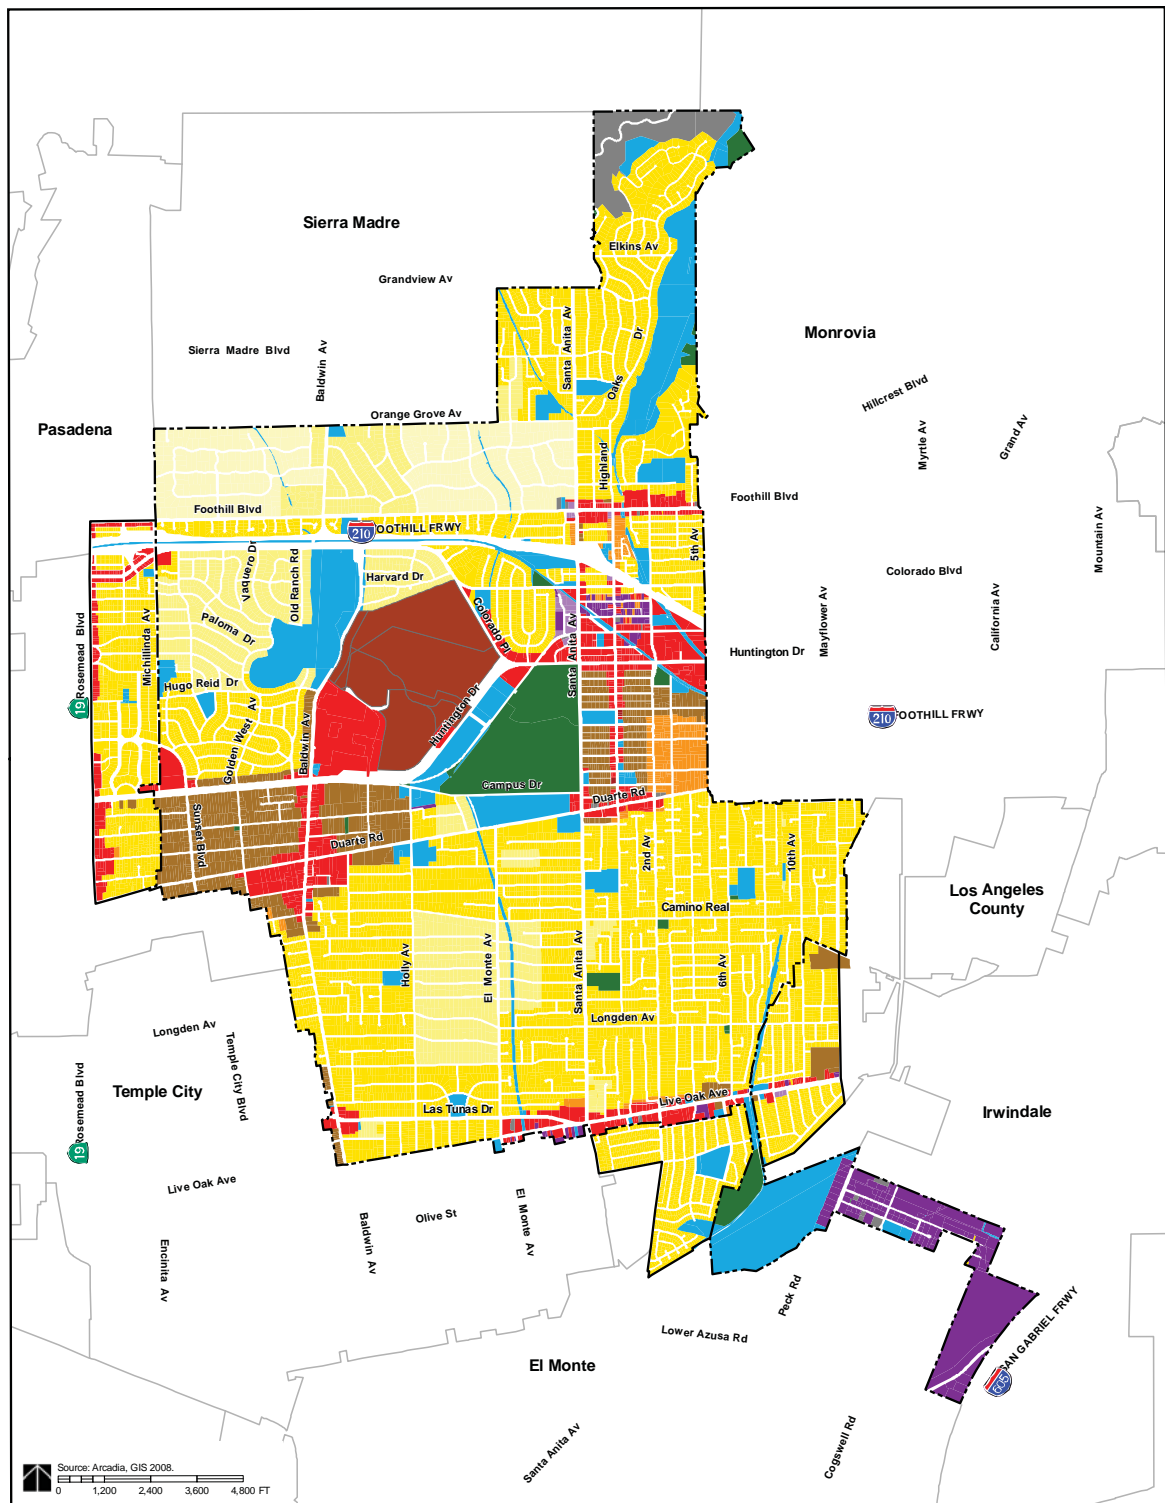 Sierra Madre
Elkins Av
Grandview Av
Santa Anita Av
Dr
Oaks
Highland
Monrovia
Sierra Madre Blvd
Baldwin Av
Hillcrest Blvd
Orange Grove Av
Pasadena
Myrtle Av
Grand Av
Foothill Blvd
Foothill Blvd
210
FOOTHILL FRWY
5th Av
Mountain Av
Vaquero Dr
Old Ranch Rd
Harvard Dr
Colorado Blvd
Colorado Pl
Mayflower Av
California Av
Paloma Dr
Michillinda Av
Rosemead Blvd
19
Santa Anita Av
Huntington Dr
Hugo Reid Dr
Golden West Av
Baldwin Av
Huntington Dr
210
FOOTHILL FRWY
Campus Dr
Duarte Rd
Sunset Blvd
Duarte Rd
2nd Av
10th Av
Los Angeles
County
Camino Real
Holly Av
El Monte Av
Santa Anita Av
6th Av
Longden Av
Longden Av
Temple City Blvd
Rosemead Blvd
19
Temple City
Las Tunas Dr
Live Oak Ave
Irwindale
Live Oak Ave
Encinita Av
Baldwin Av
Olive St
El Monte Av
Peck Rd
Lower Azusa Rd
SAN GABRIEL FRWY
605
El Monte
Santa Anita Av
Cogswell Rd
Source: Arcadia, GIS 2008.
0 1,200 2,400 3,600 4,800 FT